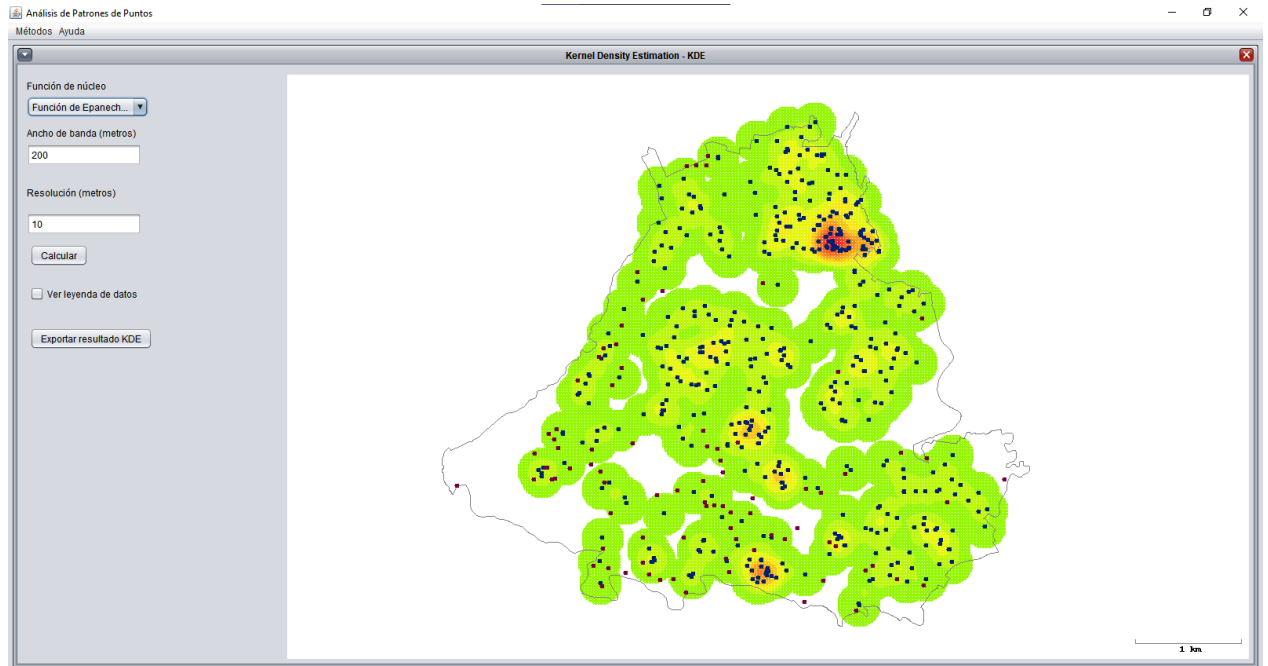 Análisis de Patrones de Puntos
Métodos Ayuda
Kernel Density Estimation - KDE
Función de núcleo
Función de Epanech...
Ancho de banda (metros)
200
Resolución (metros)
10
Calcular
Ver leyenda de datos
Exportar resultado KDE
1 km